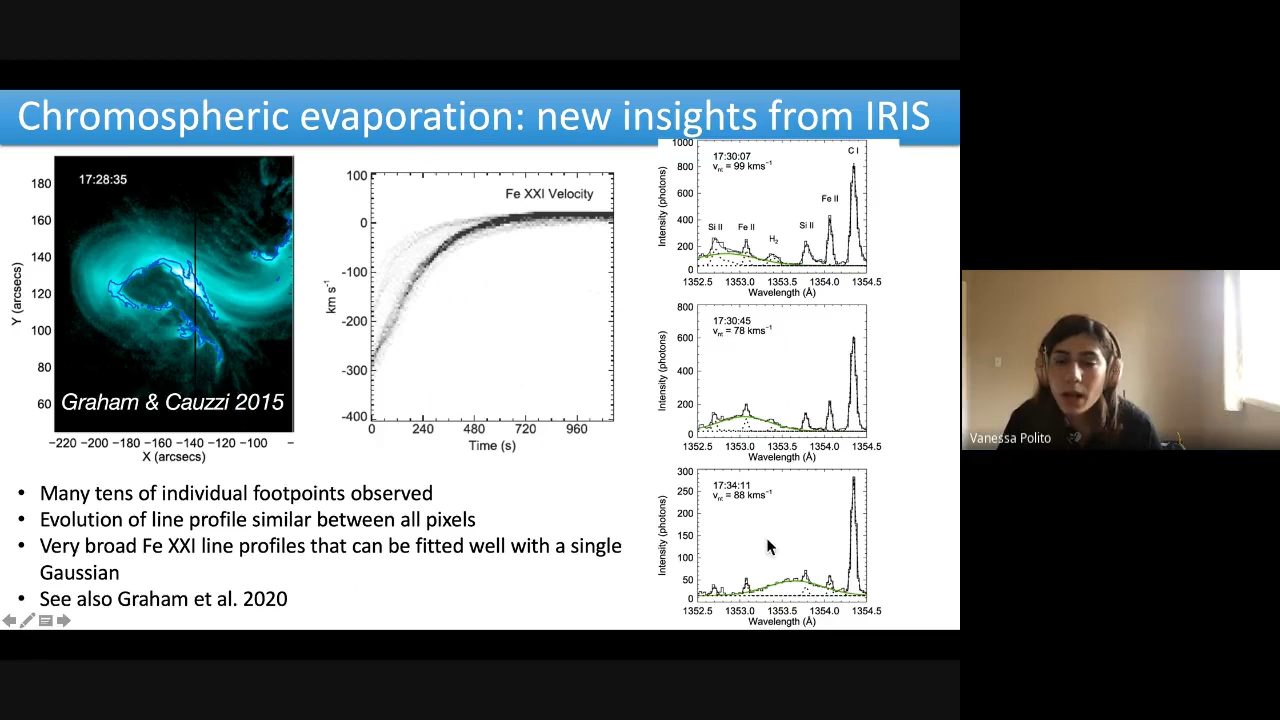 Chromospheric evaporation: new insights from IRIS
17:28:35
180
160
140
120
100
80
60
Y (arcsecs)
Graham & Cauzzi 2015
−220 −200 −180 −160 −140 −120 −100 −
X (arcsecs)
Fe XXI Velocity
100
0
-100
-200
-300
-400
km s⁻¹
0 240 480 720 960
Time (s)
1000
800
600
400
200
0
Intensity (photons)
17:30:07
vₙₜ = 99 kms⁻¹
Si II
Fe II
H₂
Si II
Fe II
C I
1352.5 1353.0 1353.5 1354.0 1354.5
Wavelength (Å)
800
600
400
200
0
Intensity (photons)
17:30:45
vₙₜ = 78 kms⁻¹
1352.5 1353.0 1353.5 1354.0 1354.5
Wavelength (Å)
300
250
200
150
100
50
0
Intensity (photons)
17:34:11
vₙₜ = 88 kms⁻¹
1352.5 1353.0 1353.5 1354.0 1354.5
Wavelength (Å)
• Many tens of individual footpoints observed
• Evolution of line profile similar between all pixels
• Very broad Fe XXI line profiles that can be fitted well with a single
Gaussian
• See also Graham et al. 2020
Vanessa Polito